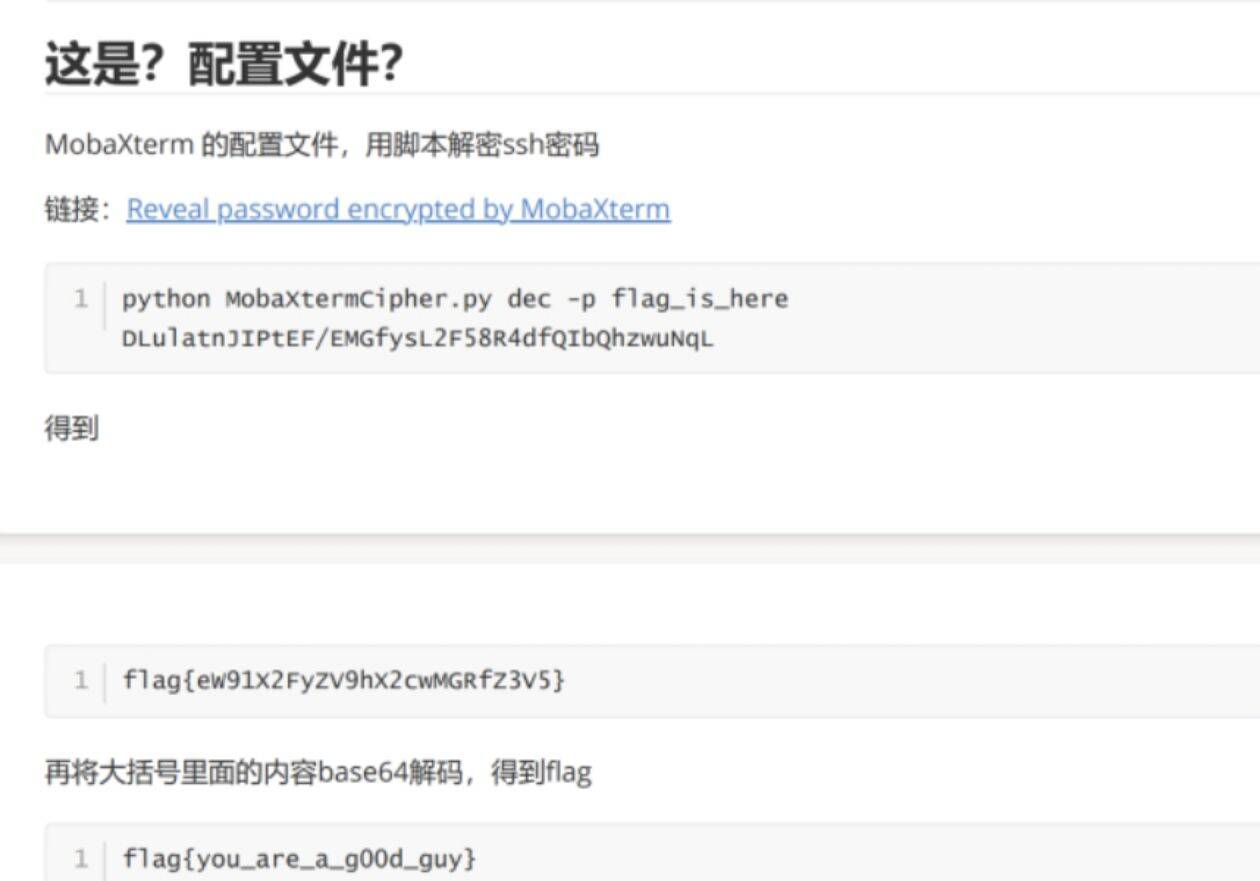 这是？配置文件？
MobaXterm 的配置文件，用脚本解密ssh密码
链接：Reveal password encrypted by MobaXterm
1 python MobaXtermCipher.py dec -p flag_is_here
DLulatnJIPtEF/EMGfysL2F58R4dfQIbQhzwuNqL
得到
1 flag{eW91X2FyZV9hX2cwMGRfZ3V5}
再将大括号里面的内容base64解码，得到flag
1 flag{you_are_a_g00d_guy}